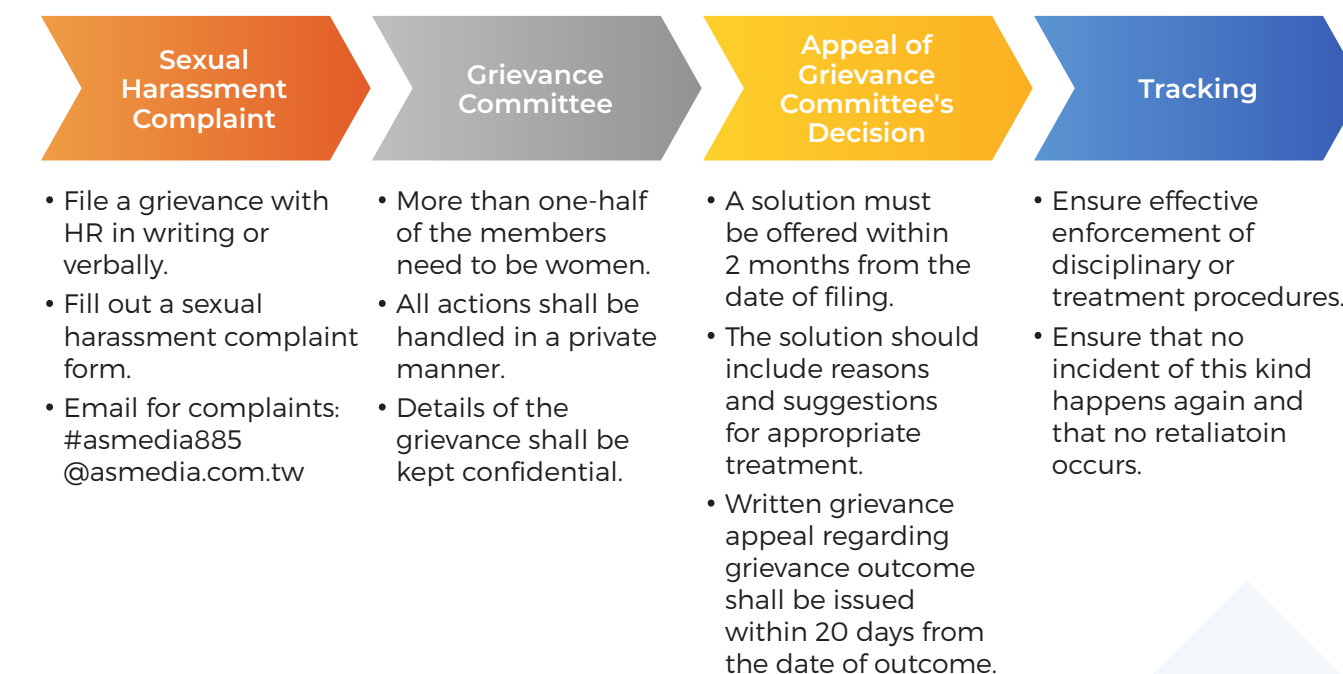 Sexual
Harassment
Complaint
• File a grievance with
HR in writing or
verbally.
• Fill out a sexual
harassment complaint
form.
• Email for complaints:
#asmedia885
@asmedia.com.tw
Grievance
Committee
• More than one-half
of the members
need to be women.
• All actions shall be
handled in a private
manner.
• Details of the
grievance shall be
kept confidential.
Appeal of
Grievance
Committee's
Decision
• A solution must
be offered within
2 months from the
date of filing.
• The solution should
include reasons
and suggestions
for appropriate
treatment.
• Written grievance
appeal regarding
grievance outcome
shall be issued
within 20 days from
the date of outcome.
Tracking
• Ensure effective
enforcement of
disciplinary or
treatment procedures.
• Ensure that no
incident of this kind
happens again and
that no retaliatoin
occurs.